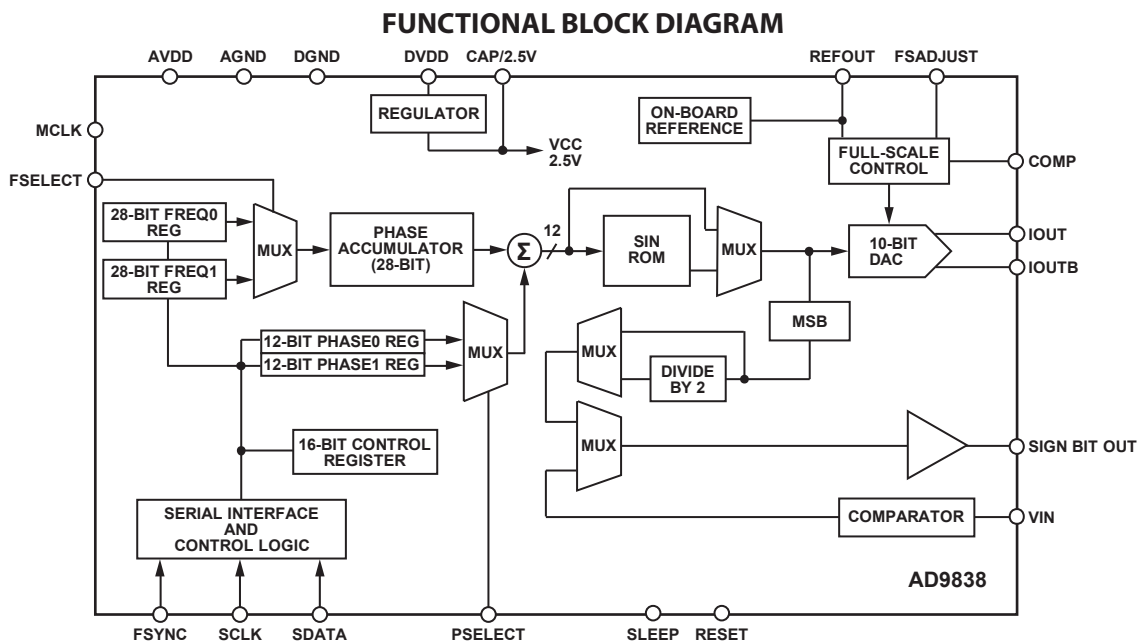 FUNCTIONAL BLOCK DIAGRAM
AVDD
AGND
DGND
DVDD
CAP/2.5V
REFOUT
FSADJUST
MCLK
REGULATOR
ON-BOARD
REFERENCE
VCC
2.5V
FULL-SCALE
CONTROL
COMP
FSELECT
28-BIT FREQ0
REG
MUX
PHASE
ACCUMULATOR
(28-BIT)
Σ
12
SIN
ROM
MUX
10-BIT
DAC
IOUT
IOUTB
28-BIT FREQ1
REG
MSB
12-BIT PHASE0 REG
12-BIT PHASE1 REG
MUX
MUX
DIVIDE
BY 2
16-BIT CONTROL
REGISTER
MUX
SIGN BIT OUT
SERIAL INTERFACE
AND
CONTROL LOGIC
COMPARATOR
VIN
AD9838
FSYNC
SCLK
SDATA
PSELECT
SLEEP
RESET